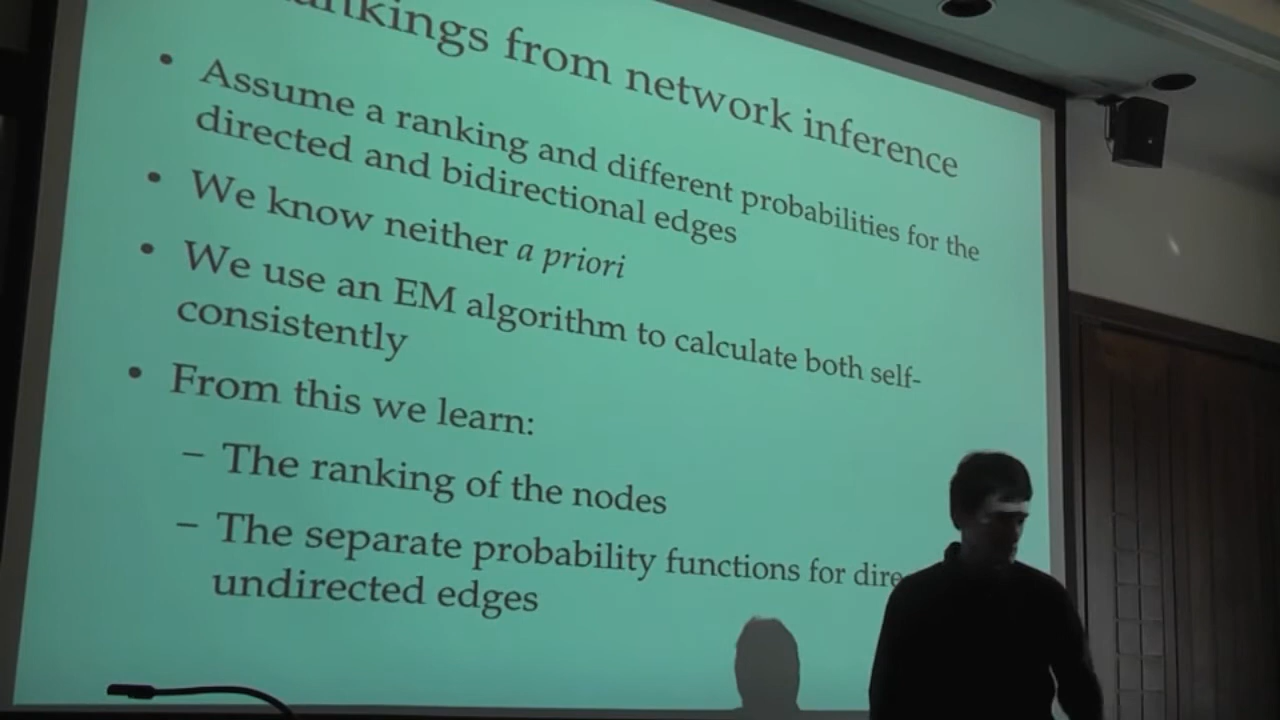 from network inference
• Assume a ranking and different probabilities for the
directed and bidirectional edges
• We know neither a priori
• We use an EM algorithm to calculate both self-
consistently
• From this we learn:
– The ranking of the nodes
– The separate probability functions for
undirected edges